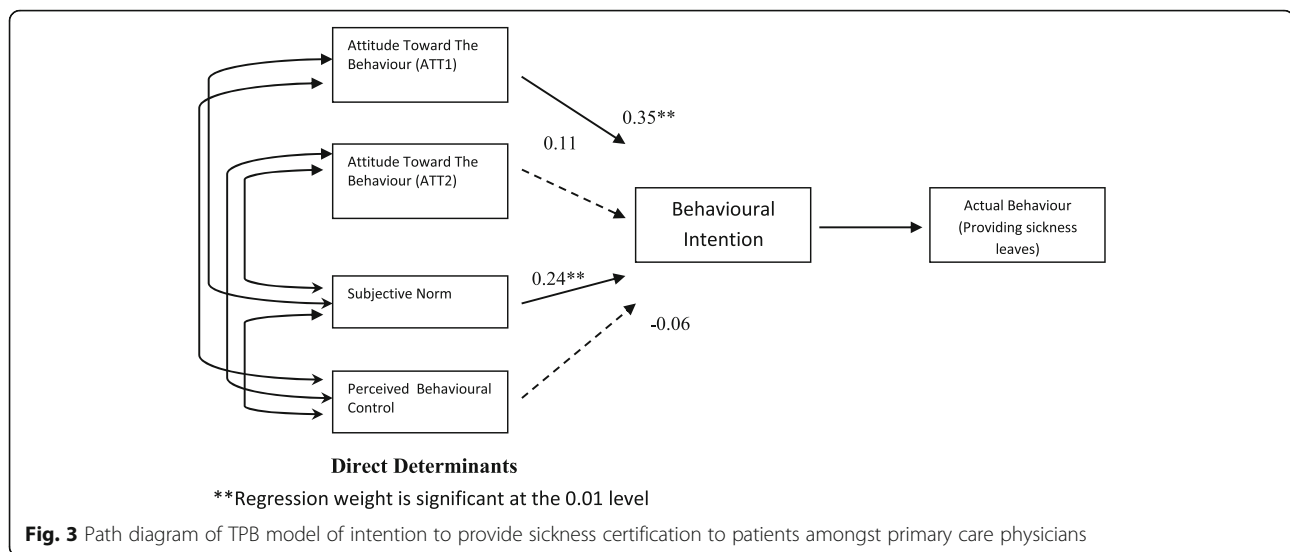 Attitude Toward The
Behaviour (ATT1)
0.35**
Attitude Toward The
Behaviour (ATT2)
0.11
Behavioural
Intention
Actual Behaviour
(Providing sickness
leaves)
Subjective Norm
0.24**
Perceived Behavioural
Control
-0.06
Direct Determinants
**Regression weight is significant at the 0.01 level
Fig. 3 Path diagram of TPB model of intention to provide sickness certification to patients amongst primary care physicians